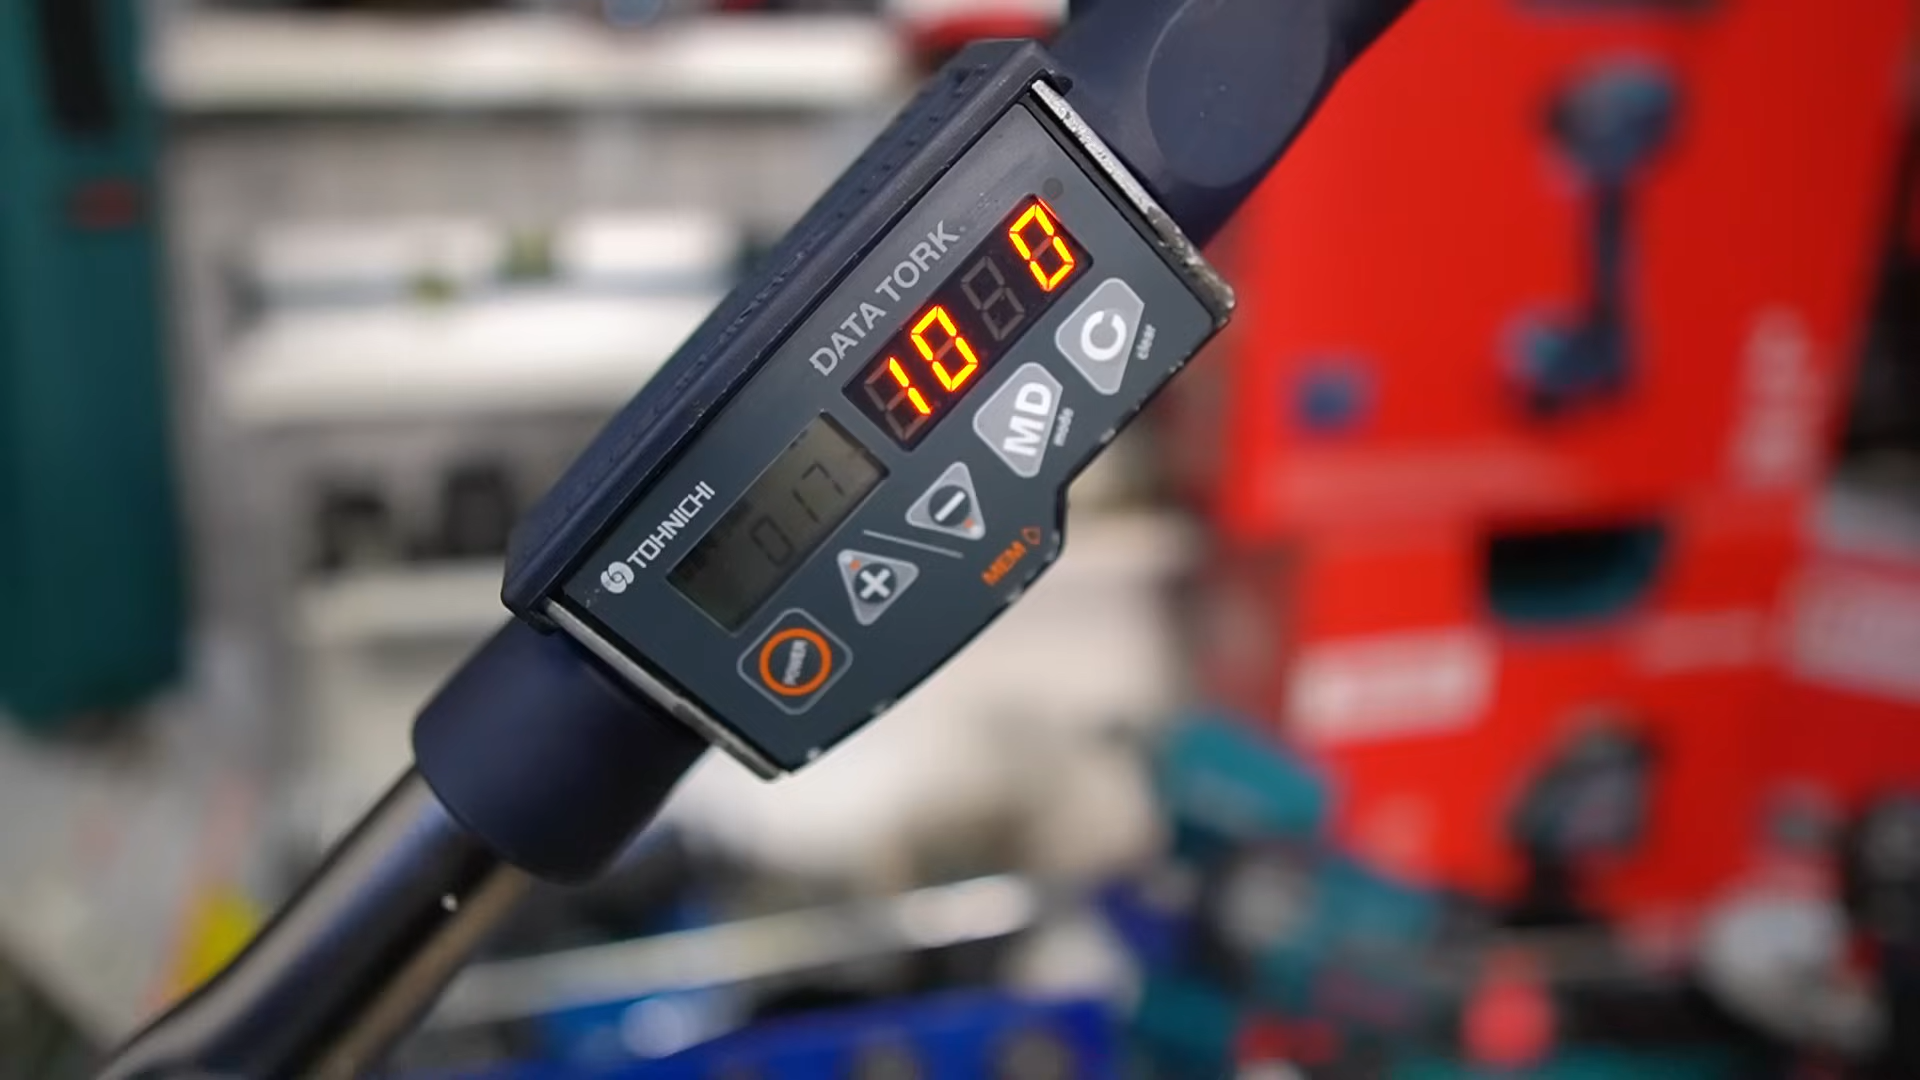 DATA TORK.
10 0
C
clear
MD
mode
0.17
TOHNICHI
MEM
POWER